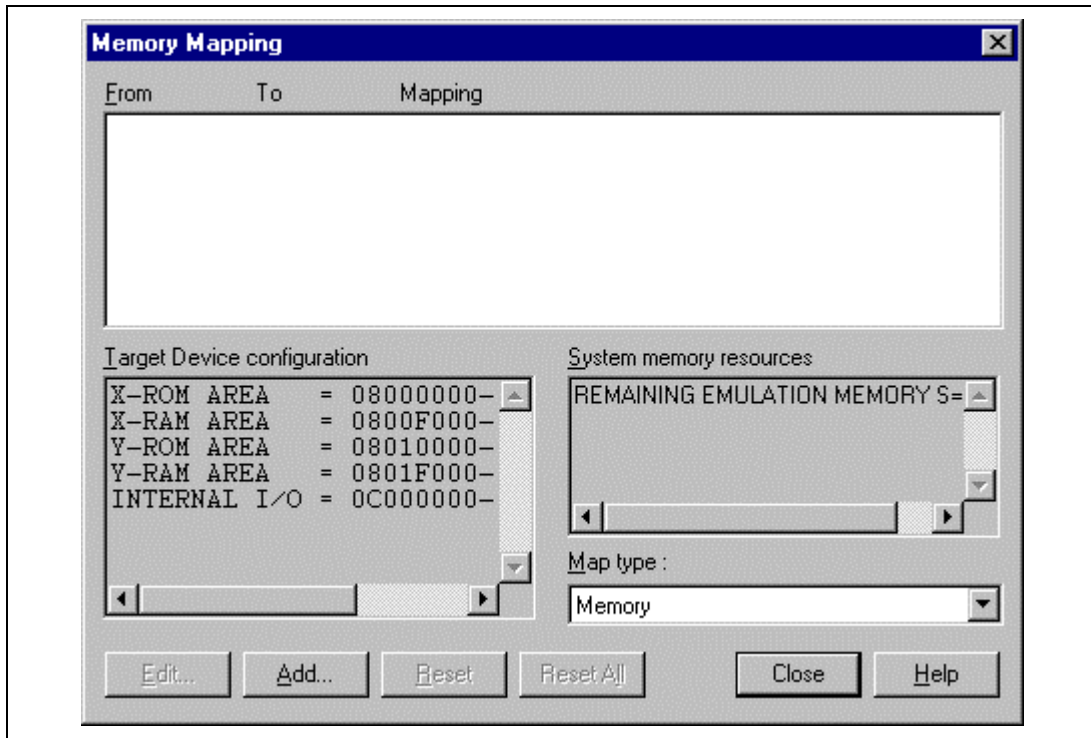 Memory Mapping
From To Mapping
Target Device configuration
X-ROM AREA = 08000000-
X-RAM AREA = 0800F000-
Y-ROM AREA = 08010000-
Y-RAM AREA = 0801F000-
INTERNAL I/O = 0C000000-
System memory resources
REMAINING EMULATION MEMORY S=
Map type :
Memory
Edit... Add... Reset Reset All Close Help